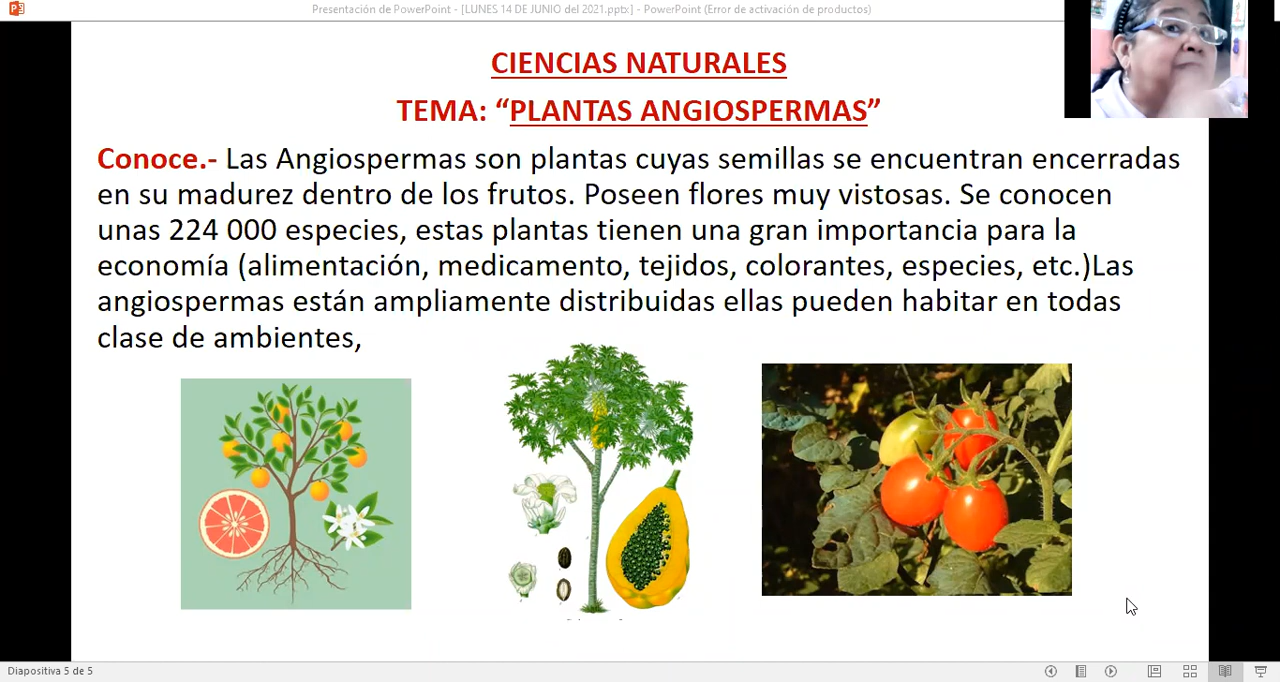 Presentación de PowerPoint - [LUNES 14 DE JUNIO del 2021.pptx] - PowerPoint (Error de activación de productos)
CIENCIAS NATURALES
TEMA: “PLANTAS ANGIOSPERMAS”
Conoce.- Las Angiospermas son plantas cuyas semillas se encuentran encerradas
en su madurez dentro de los frutos. Poseen flores muy vistosas. Se conocen
unas 224 000 especies, estas plantas tienen una gran importancia para la
economía (alimentación, medicamento, tejidos, colorantes, especies, etc.)Las
angiospermas están ampliamente distribuidas ellas pueden habitar en todas
clase de ambientes,
Diapositiva 5 de 5